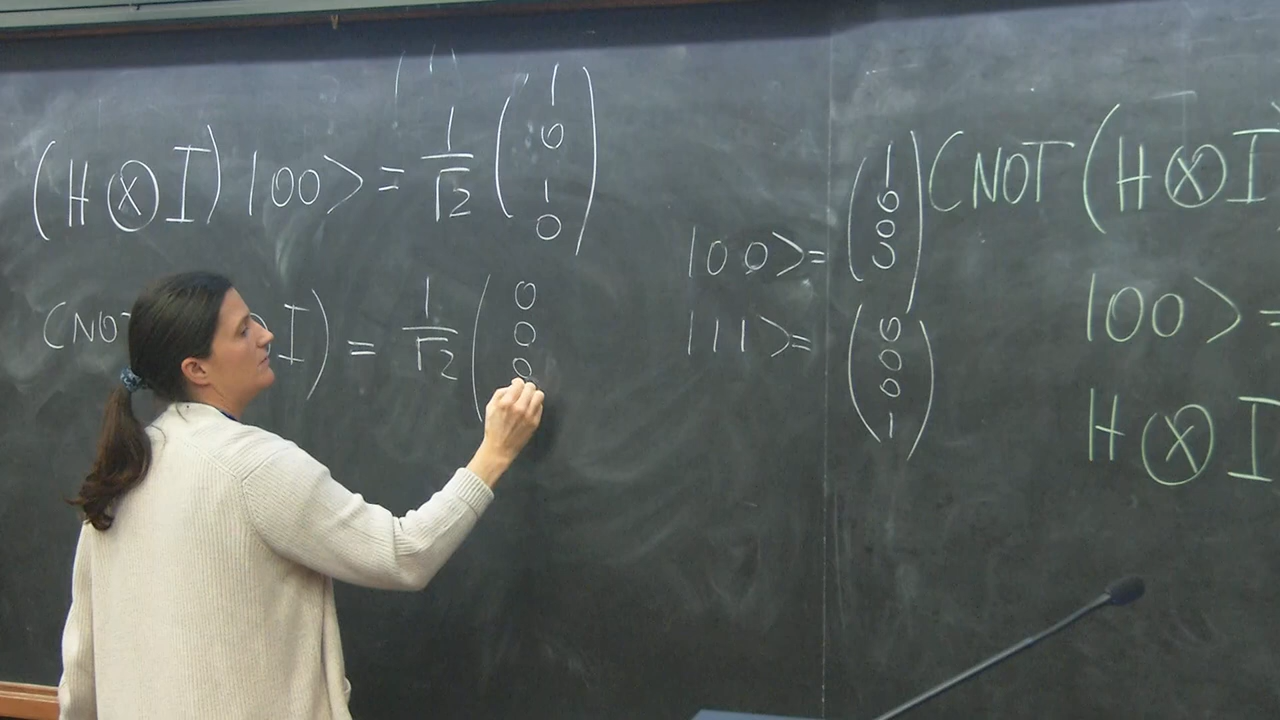 (H ⊗ I) |00> = 1/√2 (1 0 1 0)
CNOT I) = 1/√2 (0 0 0
|00> = (1 0 0 0)
|11> = (0 0 0 1)
CNOT (H ⊗ I
|00> =
H ⊗ I